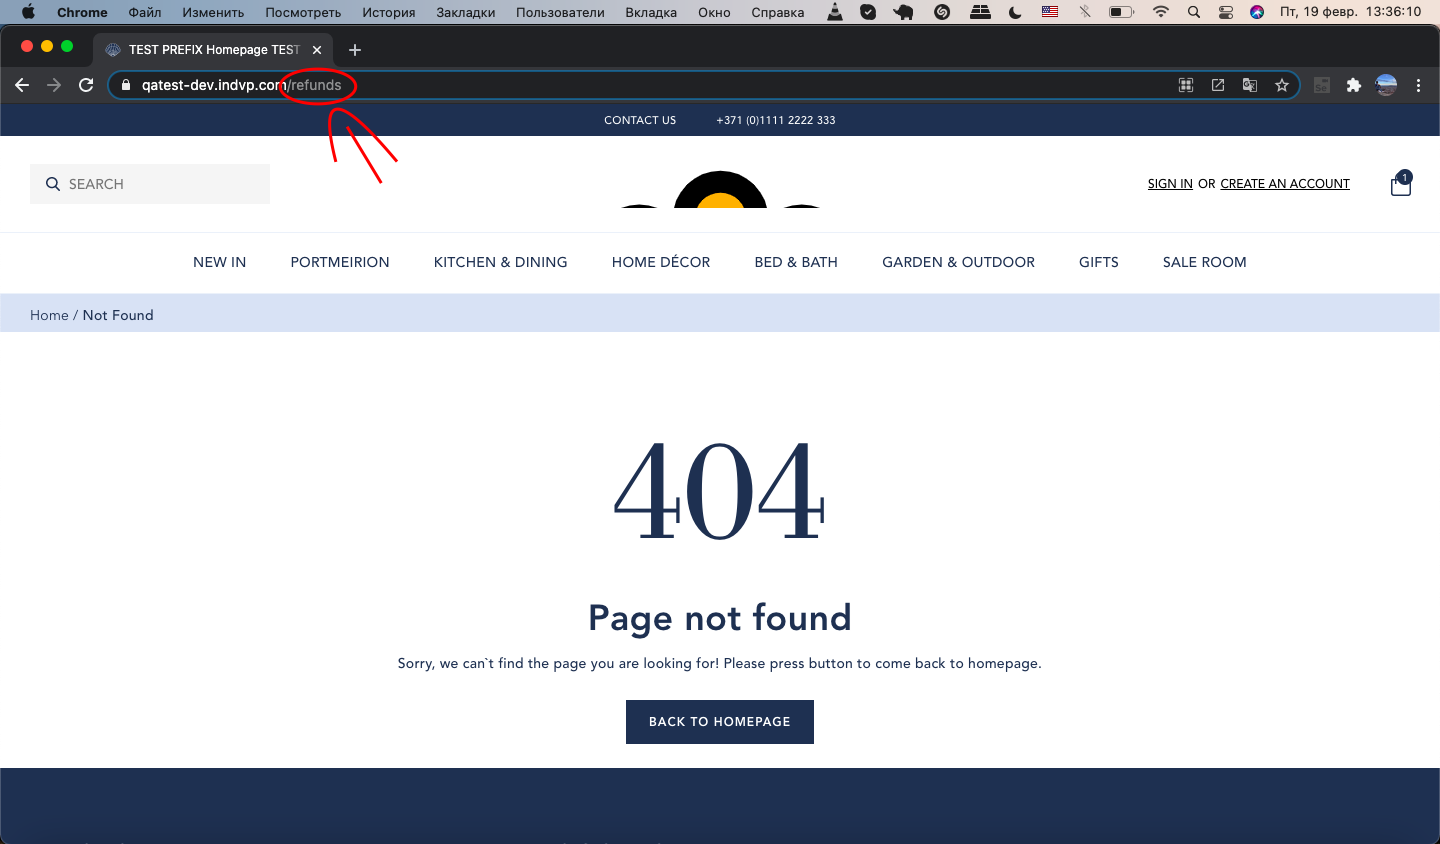 Chrome Файл Изменить Посмотреть История Закладки Пользователи Вкладка Окно Справка Пт, 19 февр. 13:36:10
TEST PREFIX Homepage TEST
qatest-dev.indvp.com/refunds
CONTACT US +371 (0)1111 2222 333
SEARCH
SIGN IN OR CREATE AN ACCOUNT
1
NEW IN PORTMEIRION KITCHEN & DINING HOME DÉCOR BED & BATH GARDEN & OUTDOOR GIFTS SALE ROOM
Home / Not Found
404
Page not found
Sorry, we can`t find the page you are looking for! Please press button to come back to homepage.
BACK TO HOMEPAGE